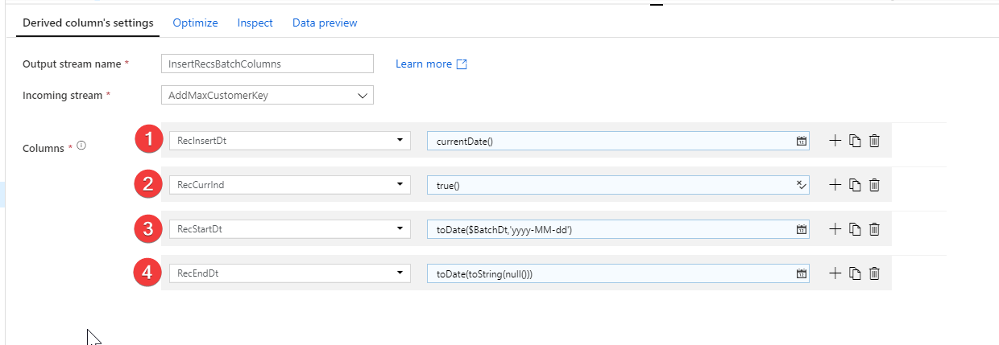 Derived column's settings Optimize Inspect Data preview
Output stream name * InsertRecsBatchColumns Learn more
Incoming stream * AddMaxCustomerKey
Columns *
1 RecInsertDt currentDate()
2 RecCurrInd true()
3 RecStartDt toDate($BatchDt,'yyyy-MM-dd')
4 RecEndDt toDate(toString(null()))